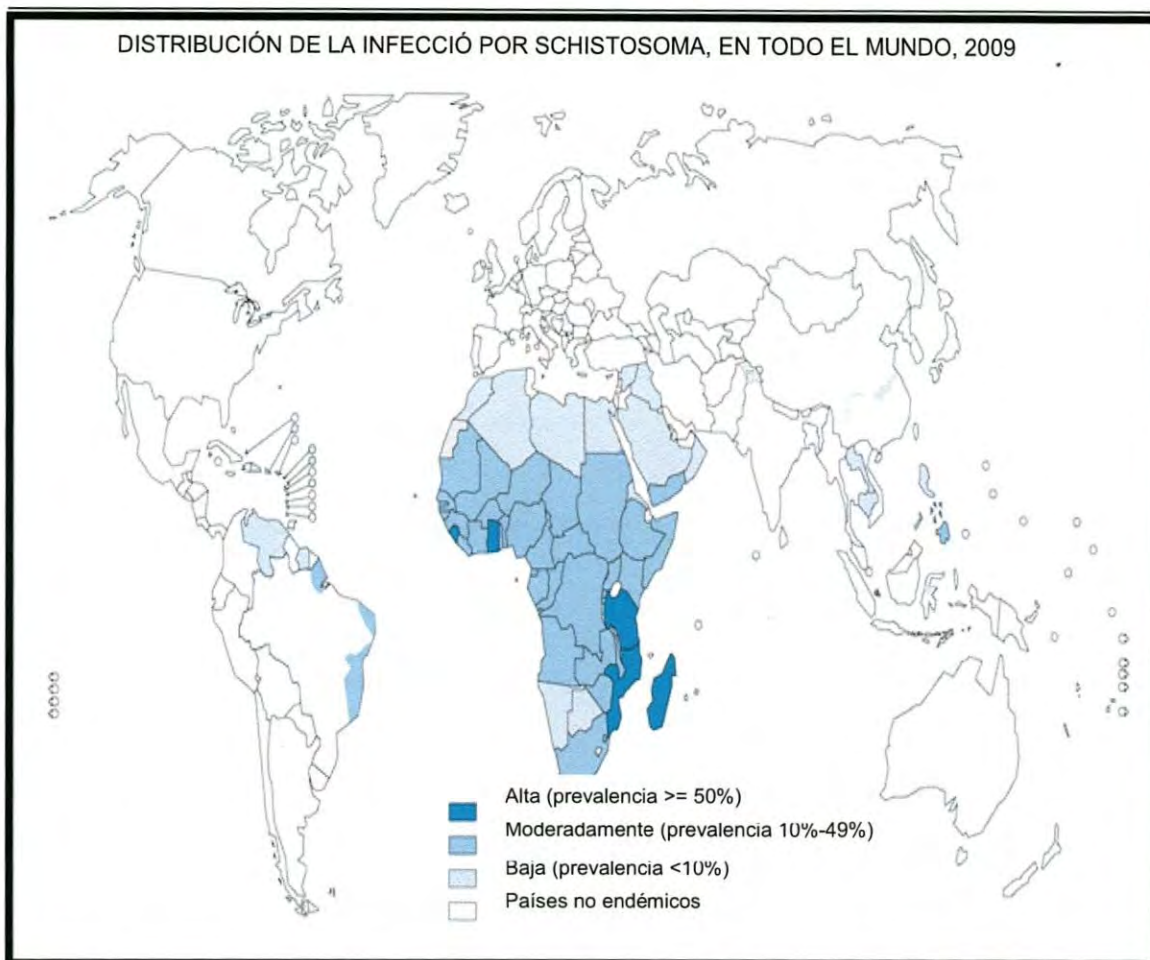 DISTRIBUCIÓN DE LA INFECCIÓ POR SCHISTOSOMA, EN TODO EL MUNDO, 2009
Alta (prevalencia >= 50%)
Moderadamente (prevalencia 10%-49%)
Baja (prevalencia <10%)
Países no endémicos